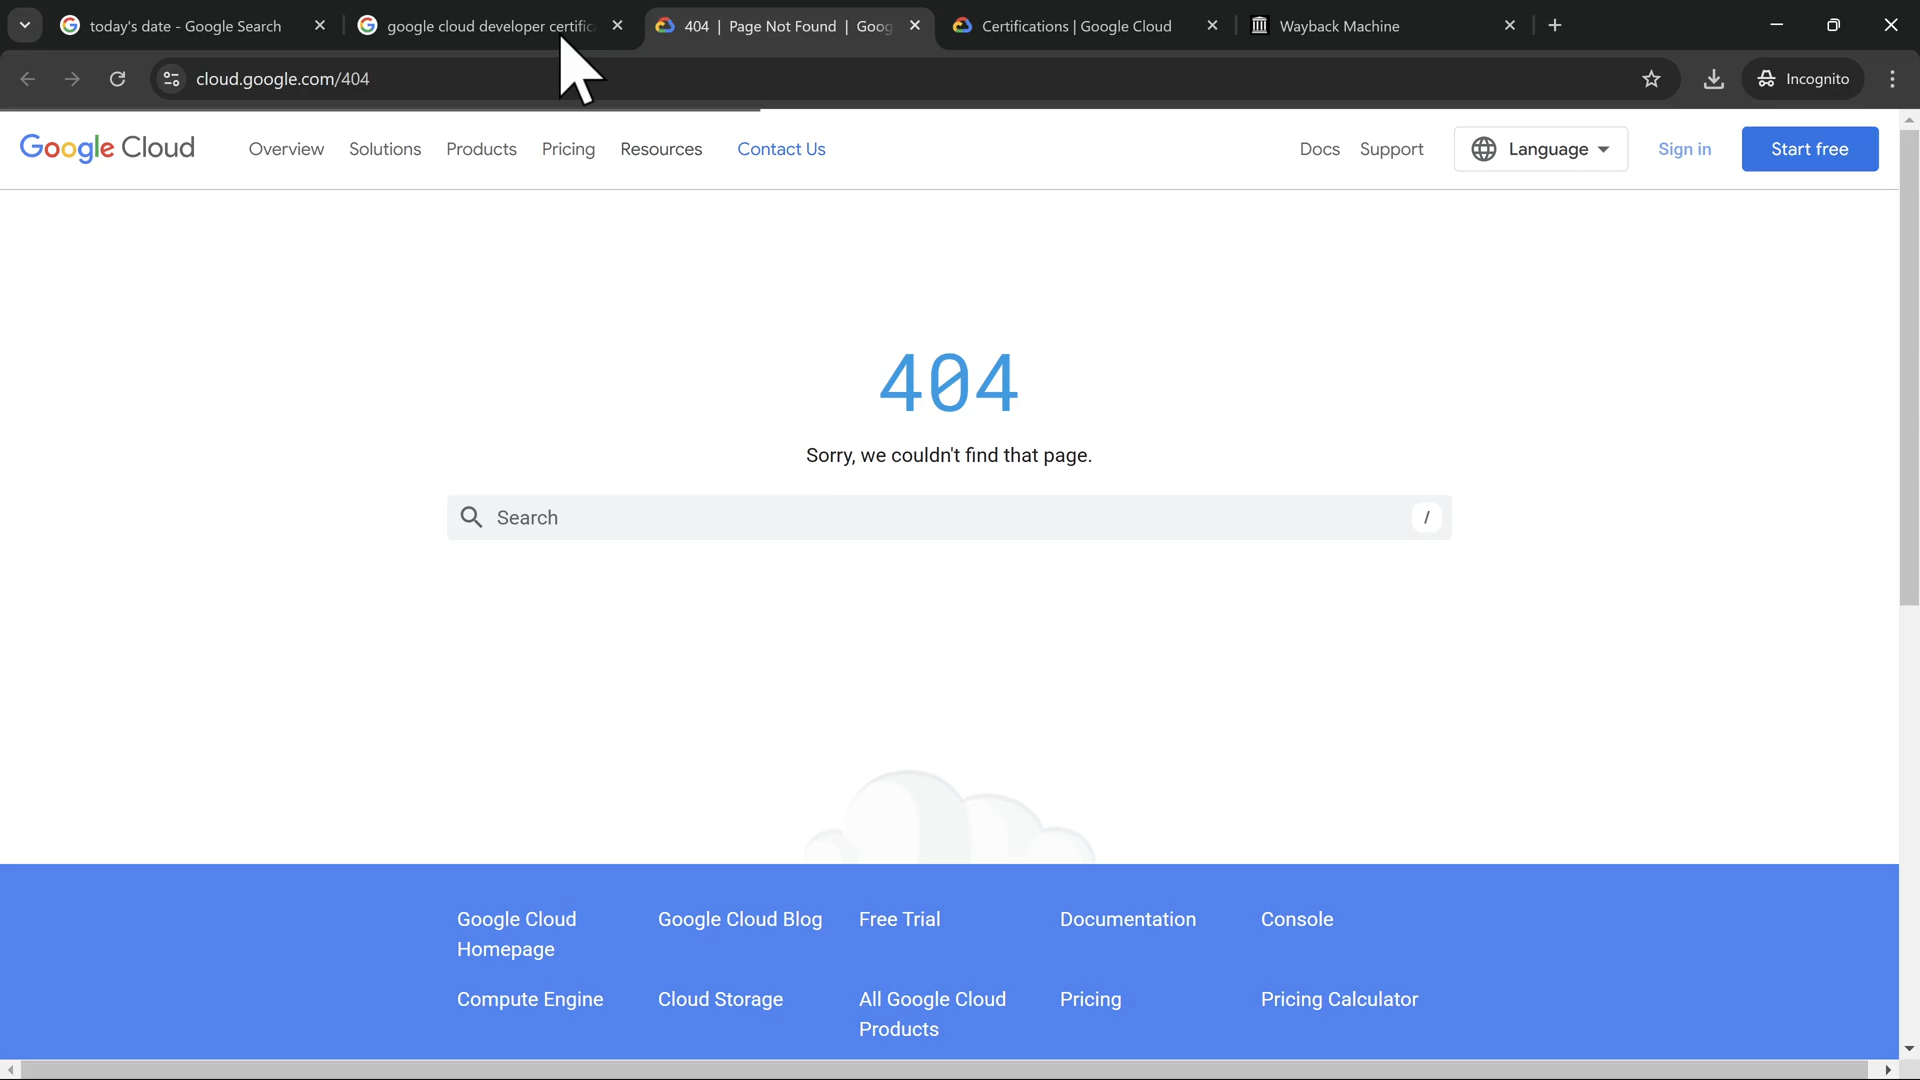 today's date - Google Search
google cloud developer certific
404 | Page Not Found | Goog
Certifications | Google Cloud
Wayback Machine
cloud.google.com/404
Incognito
Google Cloud
Overview
Solutions
Products
Pricing
Resources
Contact Us
Docs
Support
Language
Sign in
Start free
404
Sorry, we couldn't find that page.
Search
/
Google Cloud
Homepage
Google Cloud Blog
Free Trial
Documentation
Console
Compute Engine
Cloud Storage
All Google Cloud
Products
Pricing
Pricing Calculator